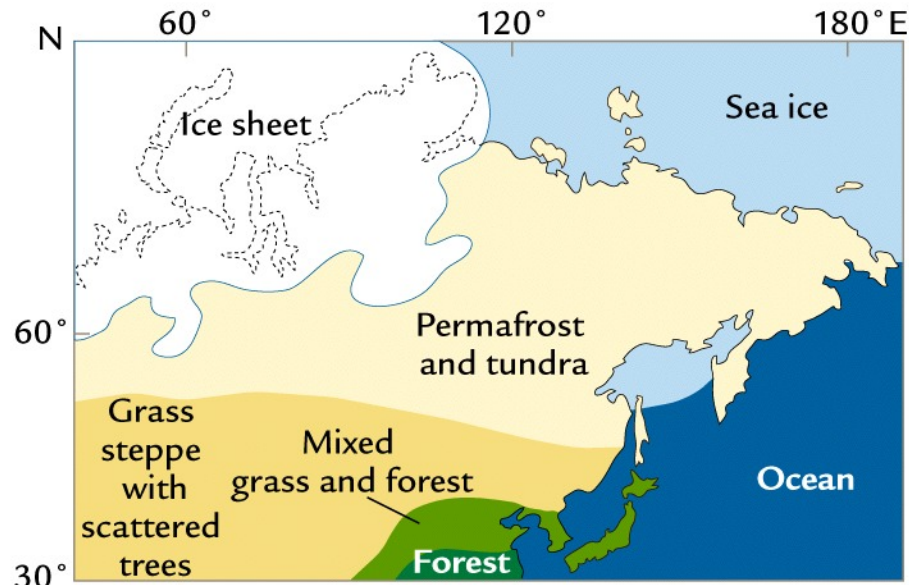 60° 120° 180°E
N
Ice sheet
Sea ice
60°
Permafrost
and tundra
Grass
steppe
with
scattered
trees
Mixed
grass and forest
Ocean
Forest
30°